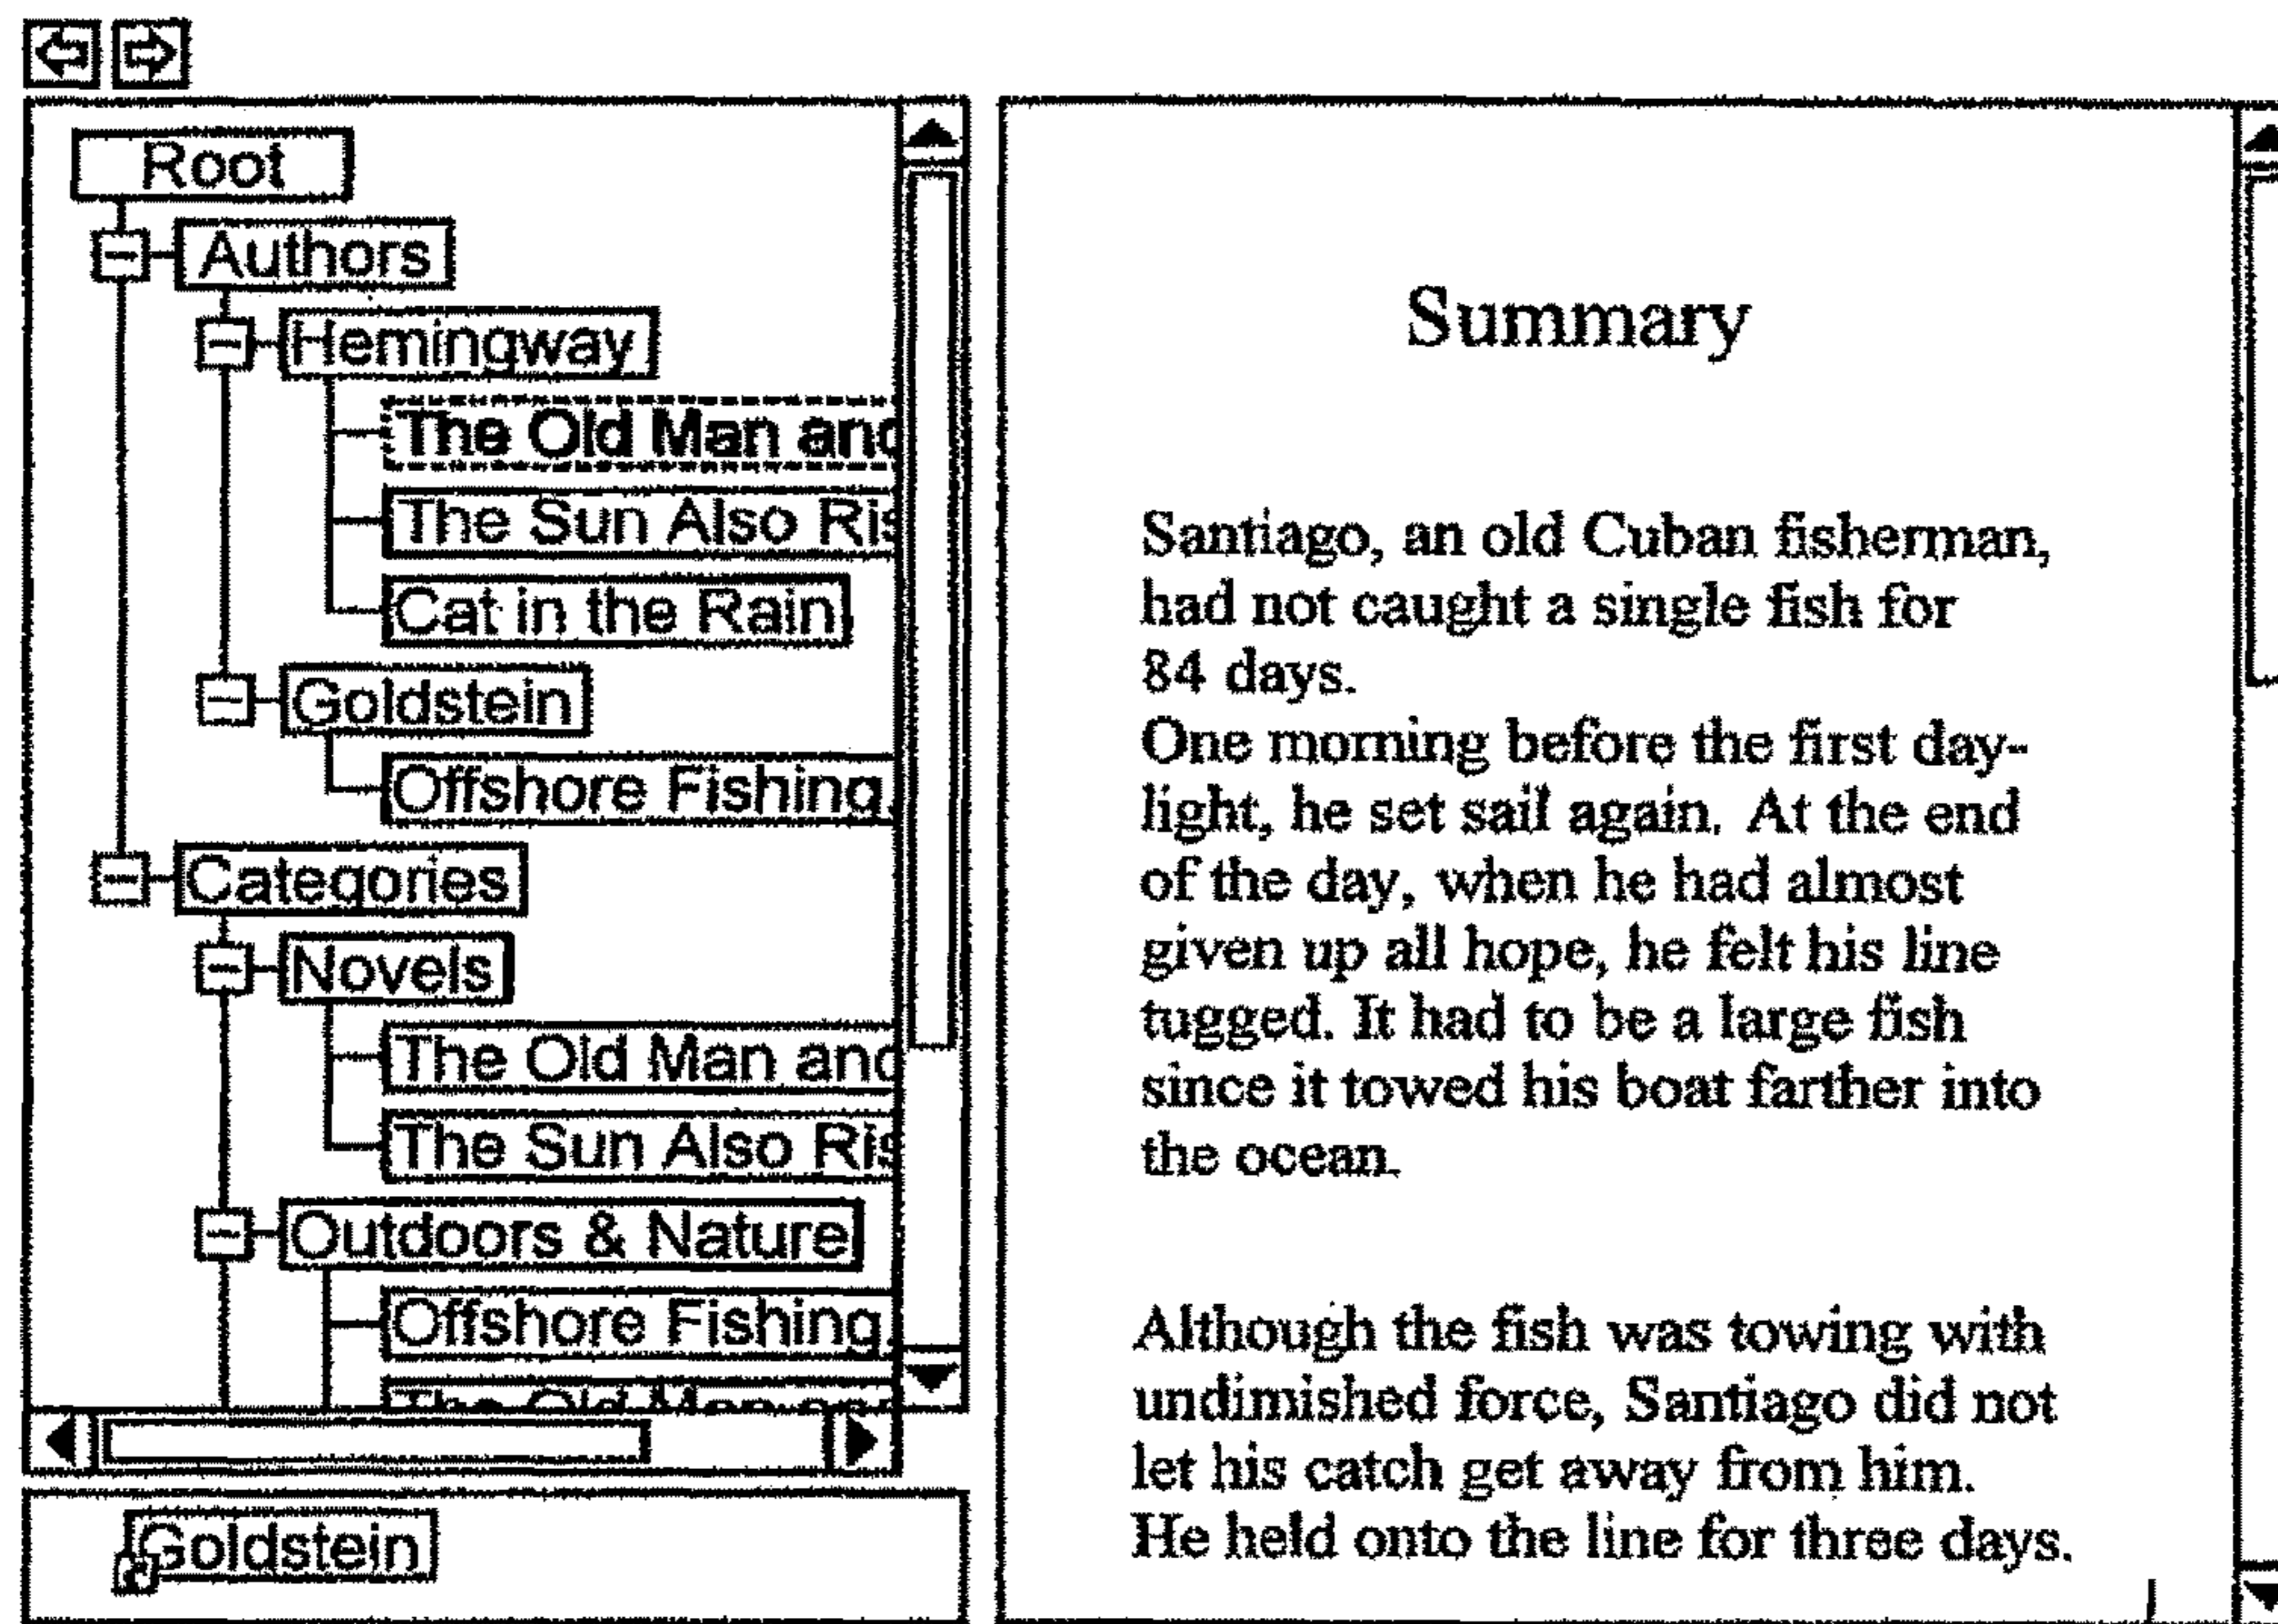 Root
Authors
Hemingway
The Old Man and
The Sun Also Ris
Cat in the Rain
Goldstein
Offshore Fishing
Categories
Novels
The Old Man and
The Sun Also Ris
Outdoors & Nature
Offshore Fishing
The Old Man and
Goldstein
Summary
Santiago, an old Cuban fisherman,
had not caught a single fish for
84 days.
One morning before the first day-
light, he set sail again. At the end
of the day, when he had almost
given up all hope, he felt his line
tugged. It had to be a large fish
since it towed his boat farther into
the ocean.
Although the fish was towing with
undimished force, Santiago did not
let his catch get away from him.
He held onto the line for three days.